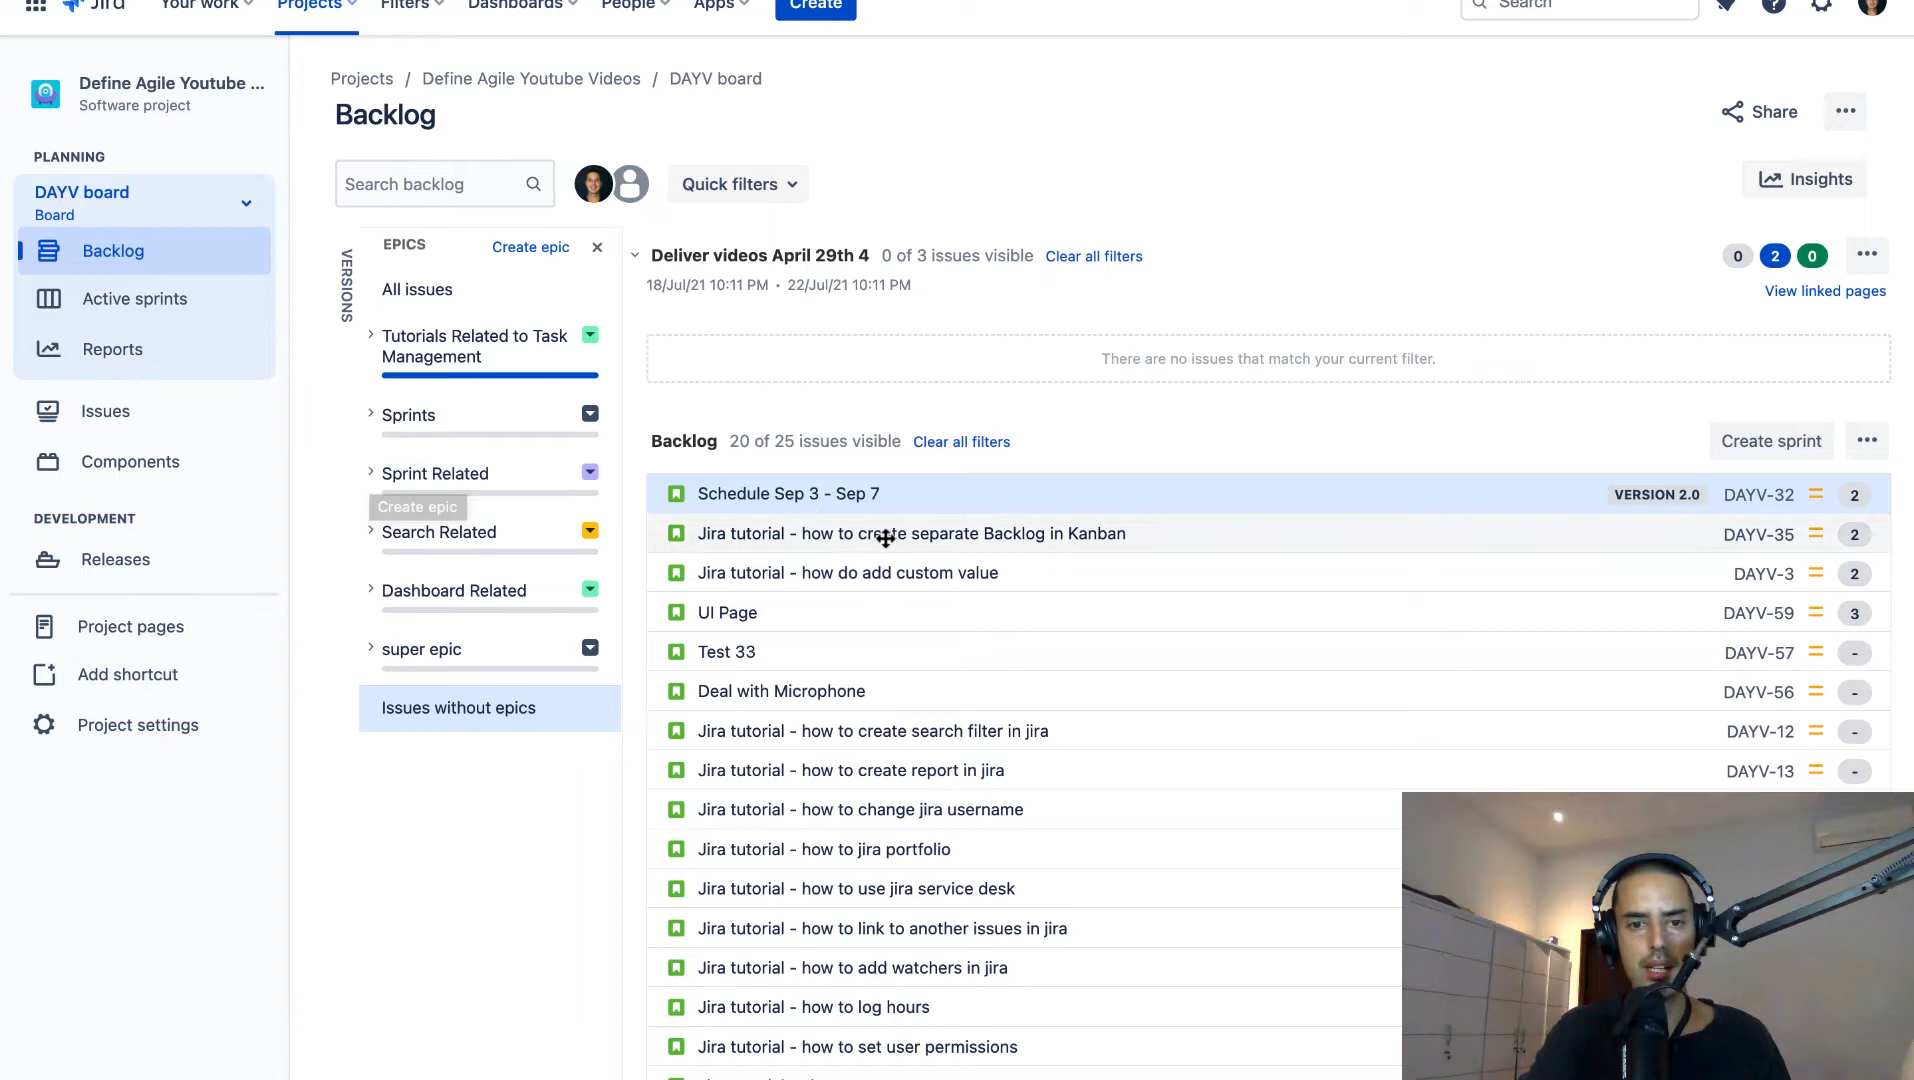 Jira
Your work
Projects
Filters
Dashboards
People
Apps
Create
Search
Define Agile Youtube ...
Software project
PLANNING
DAYV board
Board
Backlog
Active sprints
Reports
Issues
Components
DEVELOPMENT
Releases
Project pages
Add shortcut
Project settings
Projects / Define Agile Youtube Videos / DAYV board
Backlog
Share
Search backlog
Quick filters
Insights
VERSIONS
EPICS
Create epic
All issues
Tutorials Related to Task
Management
Sprints
Sprint Related
Create epic
Search Related
Dashboard Related
super epic
Issues without epics
Deliver videos April 29th 4 0 of 3 issues visible Clear all filters
0 2 0
18/Jul/21 10:11 PM • 22/Jul/21 10:11 PM
View linked pages
There are no issues that match your current filter.
Backlog 20 of 25 issues visible Clear all filters
Create sprint
Schedule Sep 3 - Sep 7 VERSION 2.0 DAYV-32 2
Jira tutorial - how to create separate Backlog in Kanban DAYV-35 2
Jira tutorial - how do add custom value DAYV-3 2
UI Page DAYV-59 3
Test 33 DAYV-57 -
Deal with Microphone DAYV-56 -
Jira tutorial - how to create search filter in jira DAYV-12 -
Jira tutorial - how to create report in jira DAYV-13 -
Jira tutorial - how to change jira username
Jira tutorial - how to jira portfolio
Jira tutorial - how to use jira service desk
Jira tutorial - how to link to another issues in jira
Jira tutorial - how to add watchers in jira
Jira tutorial - how to log hours
Jira tutorial - how to set user permissions